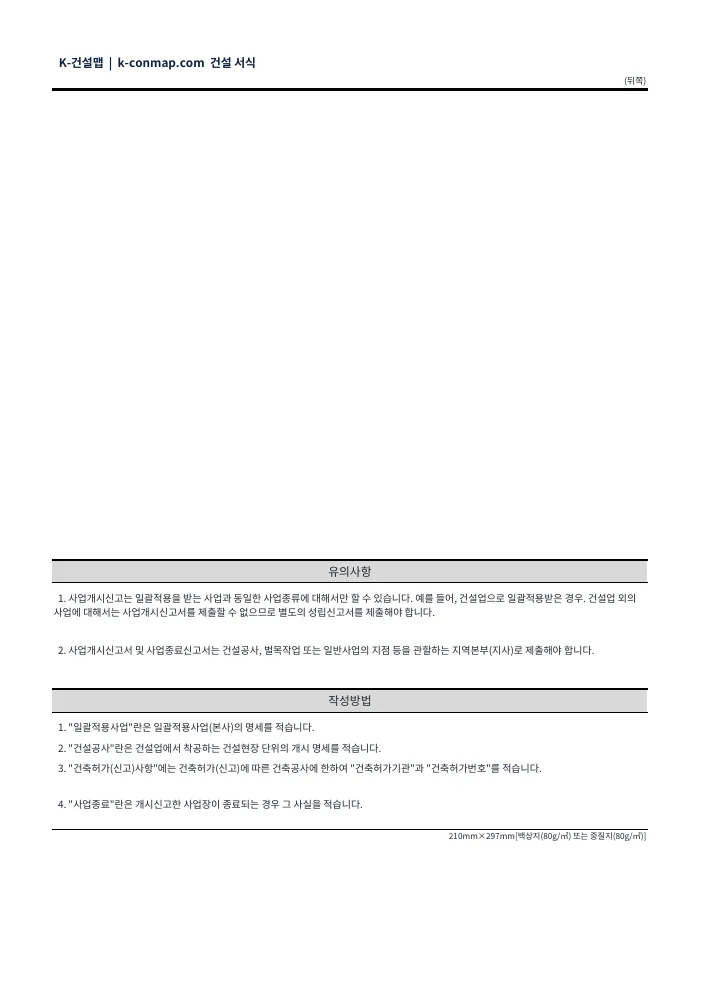 K-건설맵 | k-conmap.com 건설 서식
(뒤쪽)
유의사항
1. 사업개시신고는 일괄적용을 받는 사업과 동일한 사업종류에 대해서만 할 수 있습니다. 예를 들어, 건설업으로 일괄적용받은 경우. 건설업 외의
사업에 대해서는 사업개시신고서를 제출할 수 없으므로 별도의 성립신고서를 제출해야 합니다.
2. 사업개시신고서 및 사업종료신고서는 건설공사, 벌목작업 또는 일반사업의 지점 등을 관할하는 지역본부(지사)로 제출해야 합니다.
작성방법
1. "일괄적용사업"란은 일괄적용사업(본사)의 명세를 적습니다.
2. "건설공사"란은 건설업에서 착공하는 건설현장 단위의 개시 명세를 적습니다.
3. "건축허가(신고)사항"에는 건축허가(신고)에 따른 건축공사에 한하여 "건축허가기관"과 "건축허가번호"를 적습니다.
4. "사업종료"란은 개시신고한 사업장이 종료되는 경우 그 사실을 적습니다.
210mm×297mm[백상지(80g/㎡) 또는 중질지(80g/㎡)]